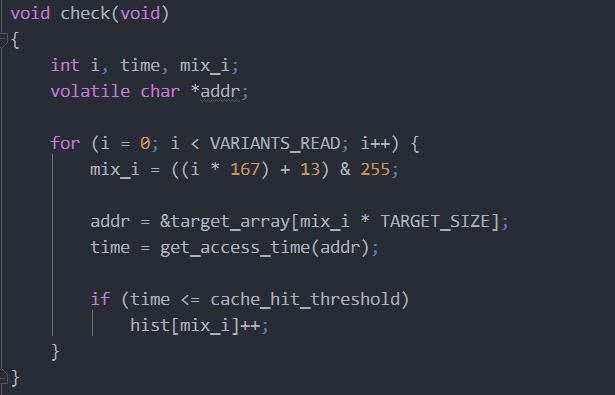 void check(void)
{
    int i, time, mix_i;
    volatile char *addr;

    for (i = 0; i < VARIANTS_READ; i++) {
        mix_i = ((i * 167) + 13) & 255;

        addr = &target_array[mix_i * TARGET_SIZE];
        time = get_access_time(addr);

        if (time <= cache_hit_threshold)
            hist[mix_i]++;
    }
}